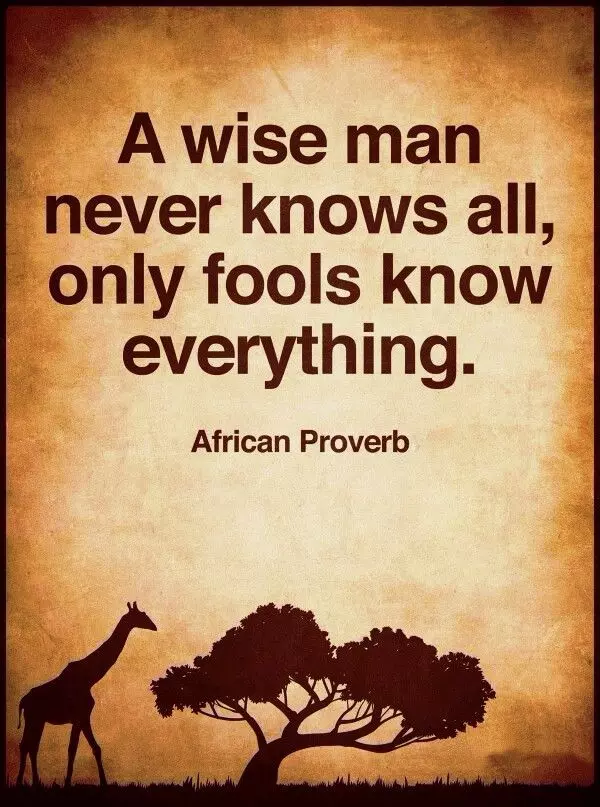 A wise man
never knows all,
only fools know
everything.
African Proverb